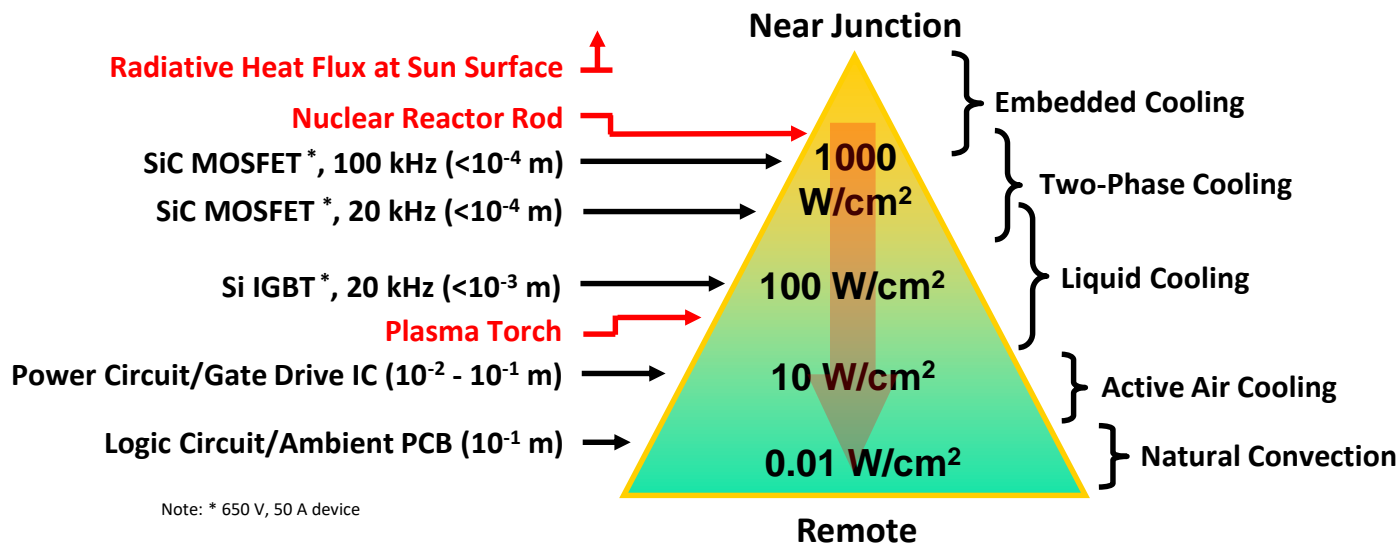 Near Junction
Radiative Heat Flux at Sun Surface
Nuclear Reactor Rod
SiC MOSFET *, 100 kHz (<10⁻⁴ m)
SiC MOSFET *, 20 kHz (<10⁻⁴ m)
Si IGBT *, 20 kHz (<10⁻³ m)
Plasma Torch
Power Circuit/Gate Drive IC (10⁻² - 10⁻¹ m)
Logic Circuit/Ambient PCB (10⁻¹ m)
Note: * 650 V, 50 A device
1000
W/cm²
100 W/cm²
10 W/cm²
0.01 W/cm²
Remote
Embedded Cooling
Two-Phase Cooling
Liquid Cooling
Active Air Cooling
Natural Convection